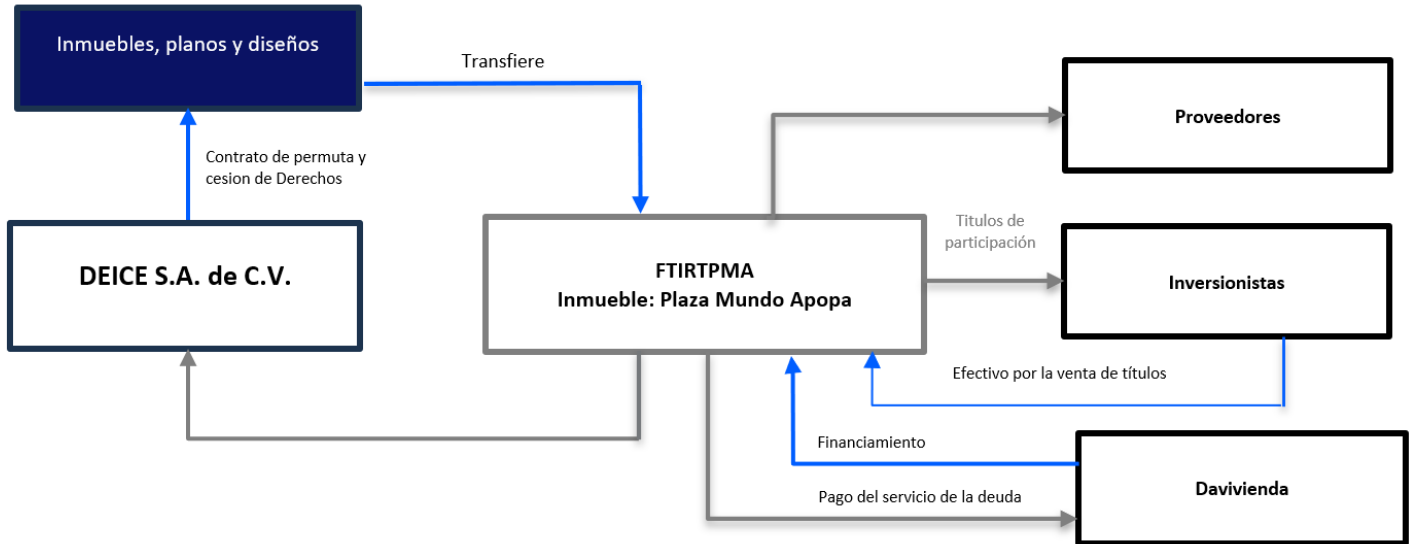 Inmuebles, planos y diseños
Transfiere
Proveedores
Contrato de permuta y
cesion de Derechos
Titulos de
participación
DEICE S.A. de C.V.
FTIRTPMA
Inmueble: Plaza Mundo Apopa
Inversionistas
Efectivo por la venta de títulos
Financiamiento
Davivienda
Pago del servicio de la deuda